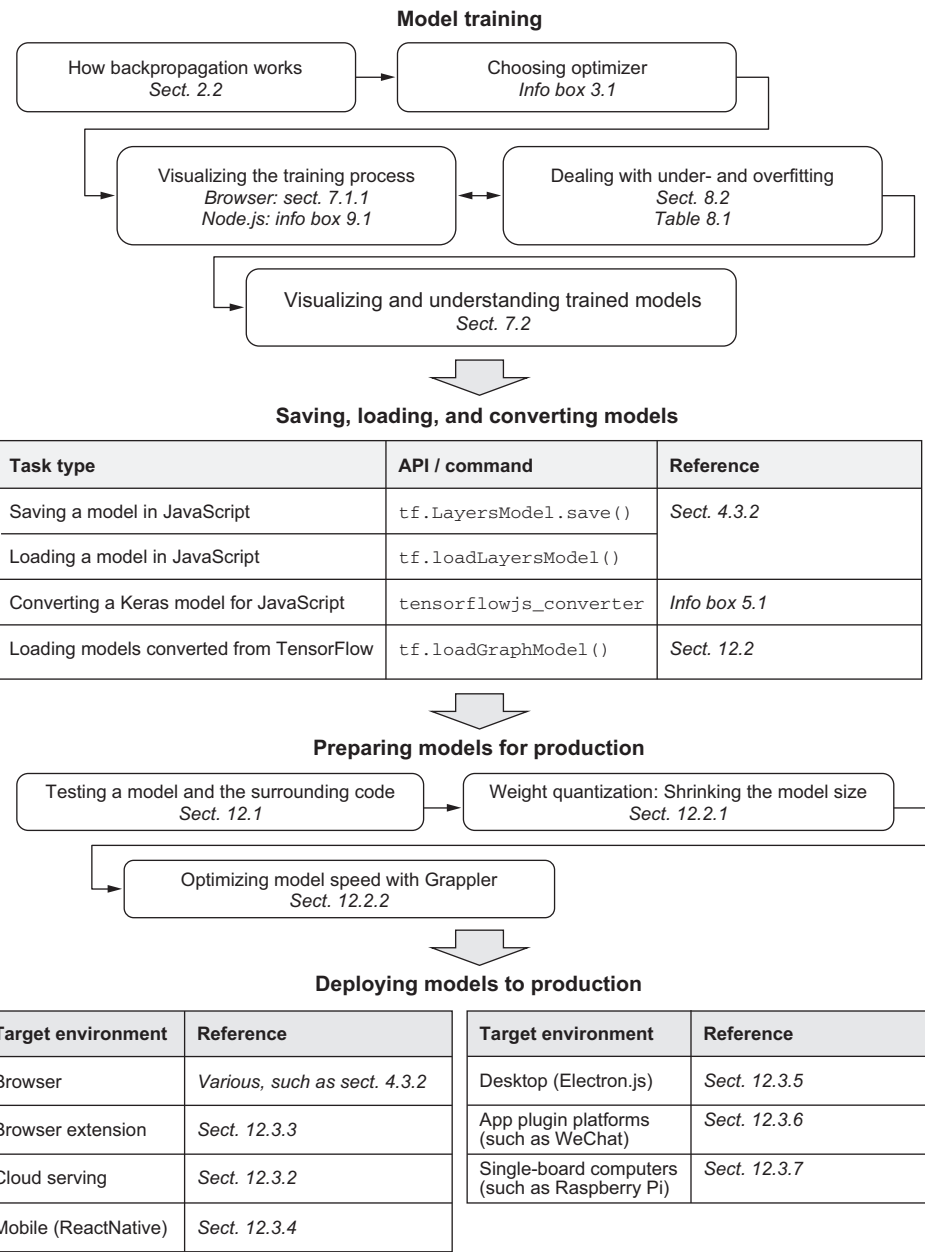 Model training
How backpropagation works
Sect. 2.2
Choosing optimizer
Info box 3.1
Visualizing the training process
Browser: sect. 7.1.1
Node.js: info box 9.1
Dealing with under- and overfitting
Sect. 8.2
Table 8.1
Visualizing and understanding trained models
Sect. 7.2
Saving, loading, and converting models
Task type API / command Reference
Saving a model in JavaScript tf.LayersModel.save() Sect. 4.3.2
Loading a model in JavaScript tf.loadLayersModel()
Converting a Keras model for JavaScript tensorflowjs_converter Info box 5.1
Loading models converted from TensorFlow tf.loadGraphModel() Sect. 12.2
Preparing models for production
Testing a model and the surrounding code
Sect. 12.1
Weight quantization: Shrinking the model size
Sect. 12.2.1
Optimizing model speed with Grappler
Sect. 12.2.2
Deploying models to production
Target environment Reference
Browser Various, such as sect. 4.3.2
Browser extension Sect. 12.3.3
Cloud serving Sect. 12.3.2
Mobile (ReactNative) Sect. 12.3.4
Target environment Reference
Desktop (Electron.js) Sect. 12.3.5
App plugin platforms Sect. 12.3.6
(such as WeChat)
Single-board computers Sect. 12.3.7
(such as Raspberry Pi)